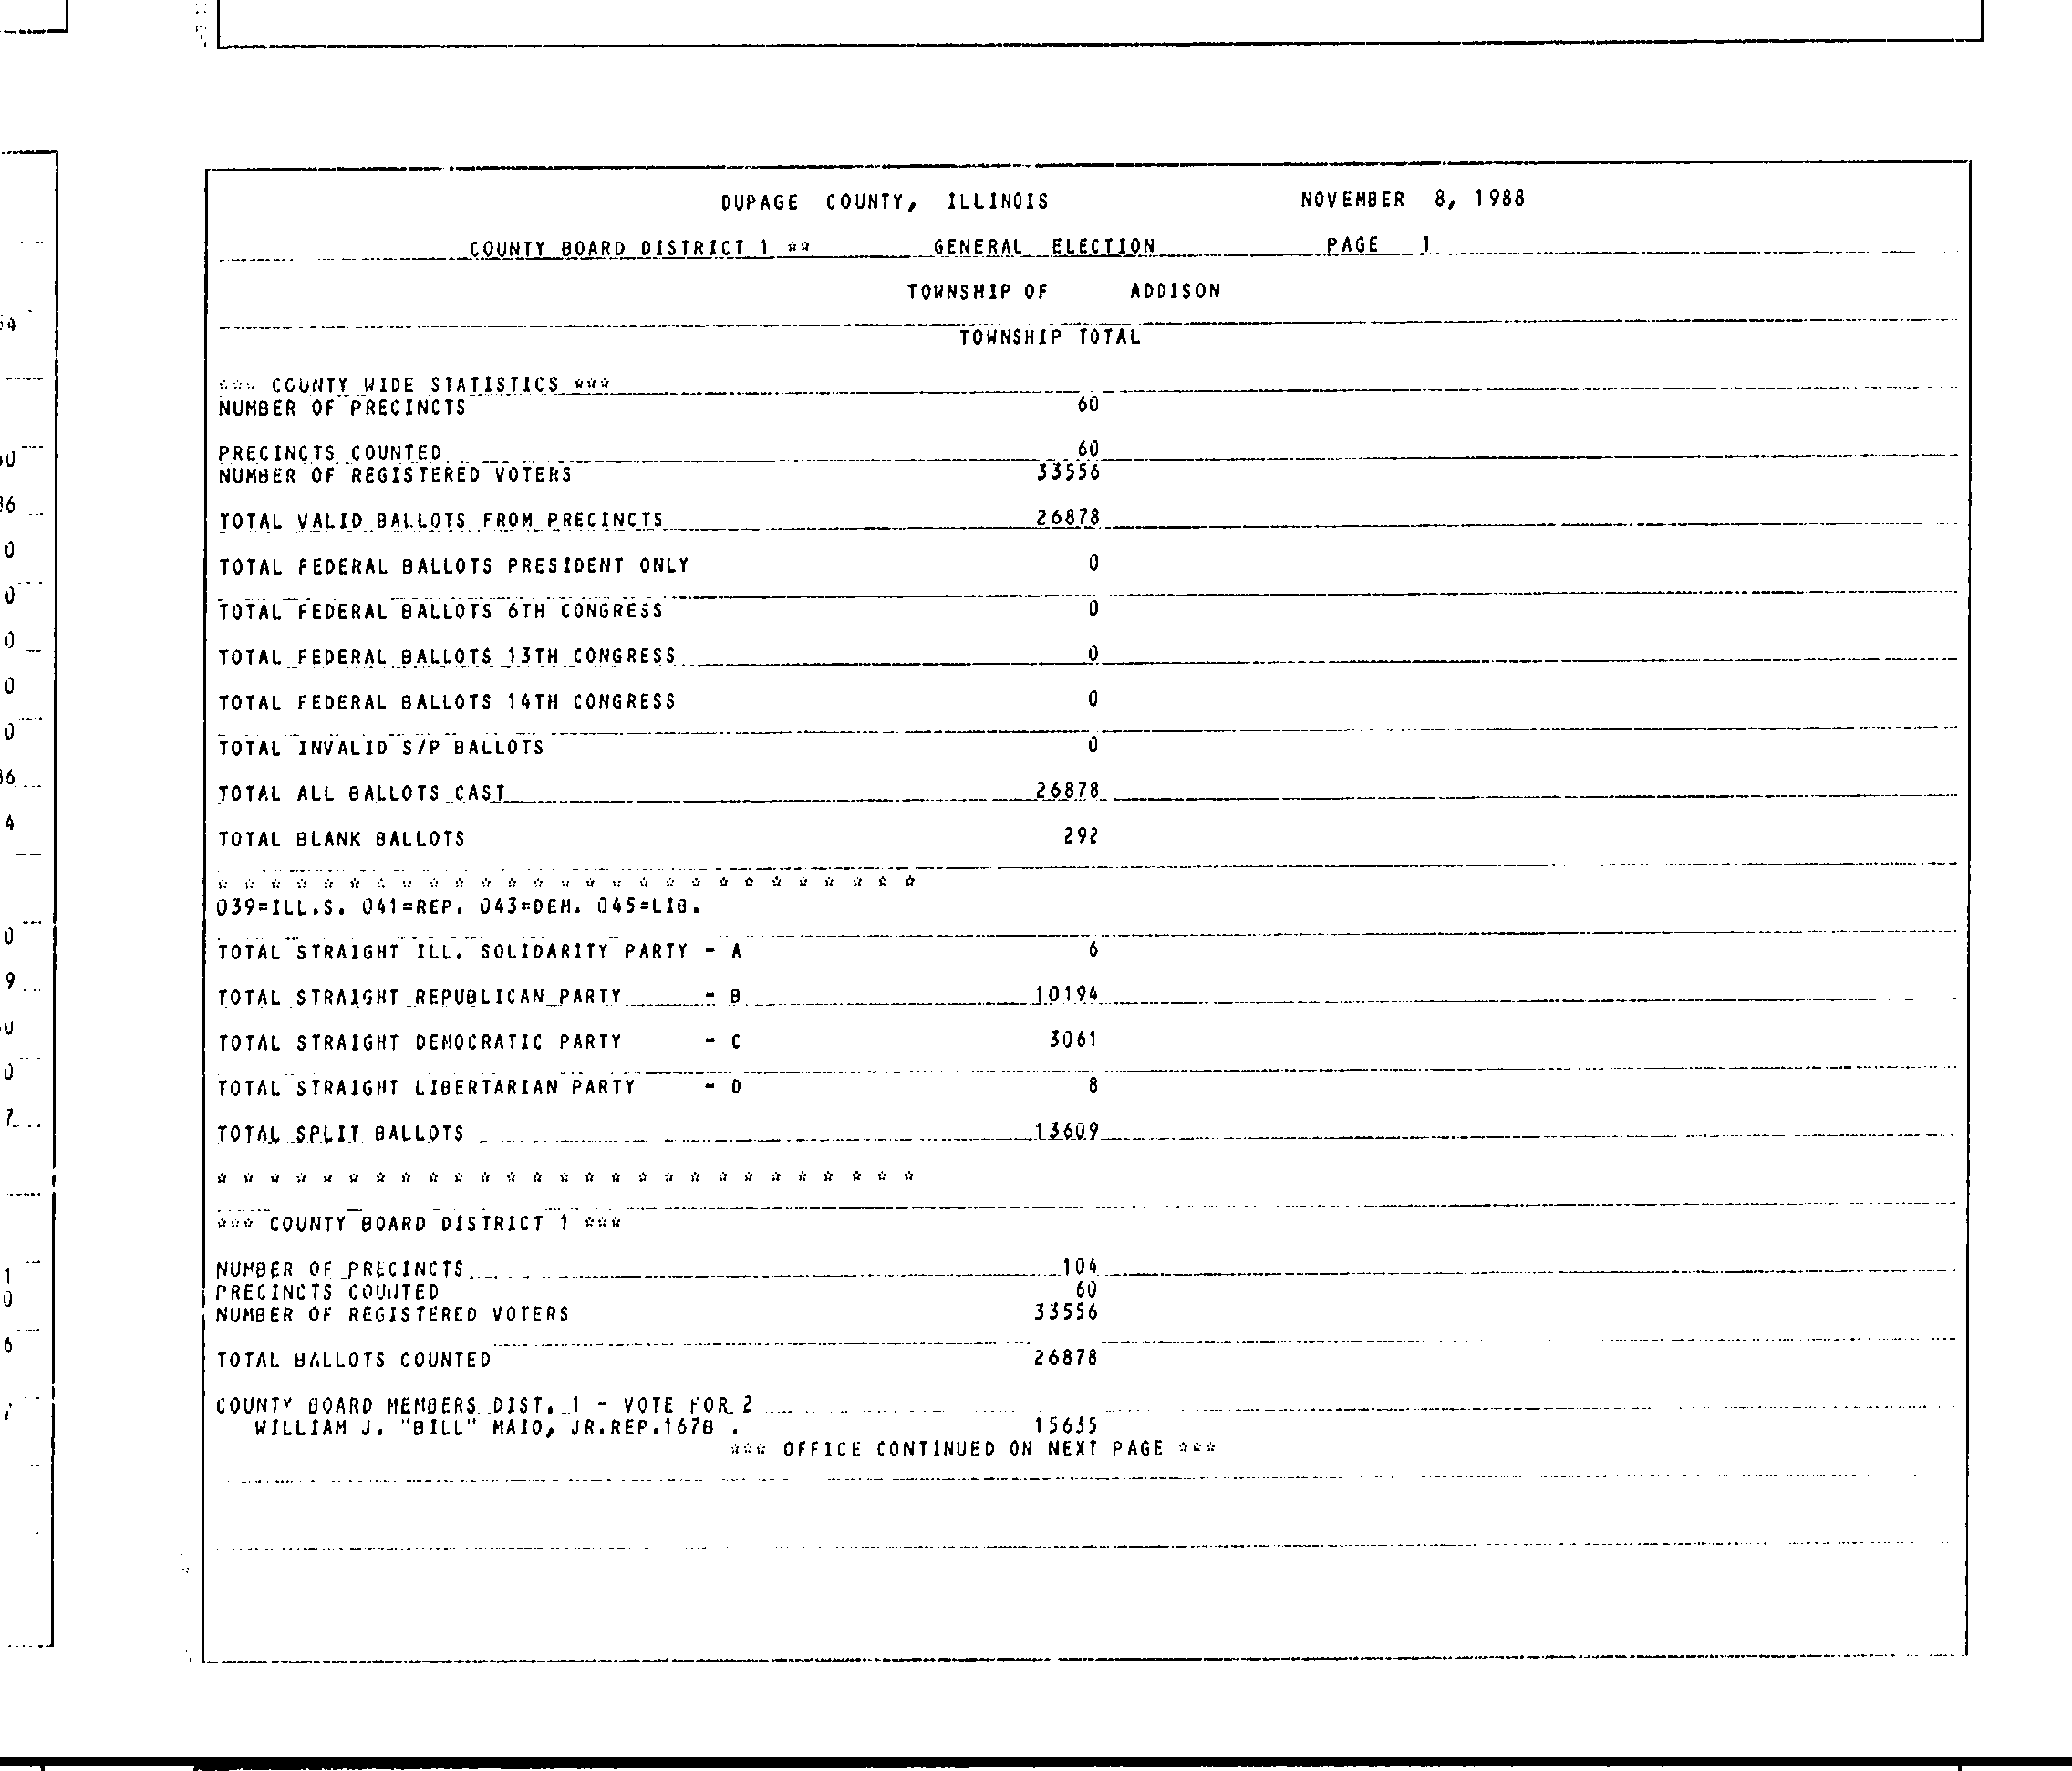 DUPAGE COUNTY, ILLINOIS NOVEMBER 8, 1988
COUNTY BOARD DISTRICT 1 ** GENERAL ELECTION PAGE 1
TOWNSHIP OF ADDISON
TOWNSHIP TOTAL
*** COUNTY WIDE STATISTICS ***
NUMBER OF PRECINCTS 60
PRECINCTS COUNTED 60
NUMBER OF REGISTERED VOTERS 33556
TOTAL VALID BALLOTS FROM PRECINCTS 26878
TOTAL FEDERAL BALLOTS PRESIDENT ONLY 0
TOTAL FEDERAL BALLOTS 6TH CONGRESS 0
TOTAL FEDERAL BALLOTS 13TH CONGRESS 0
TOTAL FEDERAL BALLOTS 14TH CONGRESS 0
TOTAL INVALID S/P BALLOTS 0
TOTAL ALL BALLOTS CAST 26878
TOTAL BLANK BALLOTS 292
* * * * * * * * * * * * * * * * * * * * * * * * * * *
039=ILL.S. 041=REP. 043=DEM. 045=LIB.
TOTAL STRAIGHT ILL. SOLIDARITY PARTY - A 6
TOTAL STRAIGHT REPUBLICAN PARTY - B 10194
TOTAL STRAIGHT DEMOCRATIC PARTY - C 3061
TOTAL STRAIGHT LIBERTARIAN PARTY - D 8
TOTAL SPLIT BALLOTS 13609
* * * * * * * * * * * * * * * * * * * * * * * * * * *
*** COUNTY BOARD DISTRICT 1 ***
NUMBER OF PRECINCTS 104
PRECINCTS COUNTED 60
NUMBER OF REGISTERED VOTERS 33556
TOTAL BALLOTS COUNTED 26878
COUNTY BOARD MEMBERS DIST. 1 - VOTE FOR 2
WILLIAM J. "BILL" MAIO, JR.REP.167B . 15635
*** OFFICE CONTINUED ON NEXT PAGE ***